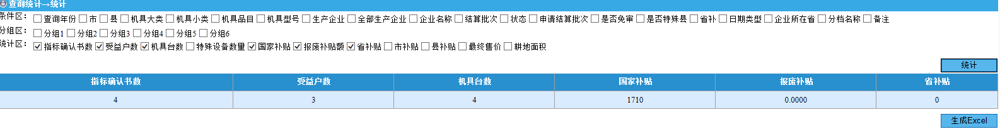 查询统计→统计
条件区： 查询年份 市 县 机具大类 机具小类 机具品目 机具型号 生产企业 全部生产企业 企业名称 结算批次 状态 申请结算批次 是否免审 是否特殊县 省补 日期类型 企业所在省 分档名称 备注
分组区： 分组1 分组2 分组3 分组4 分组5 分组6
统计区： 指标确认书数 受益户数 机具台数 特殊设备数量 国家补贴 报废补贴额 省补贴 市补贴 县补贴 最终售价 耕地面积
统计
指标确认书数 受益户数 机具台数 国家补贴 报废补贴 省补贴
4 3 4 1710 0.0000 0
生成Excel